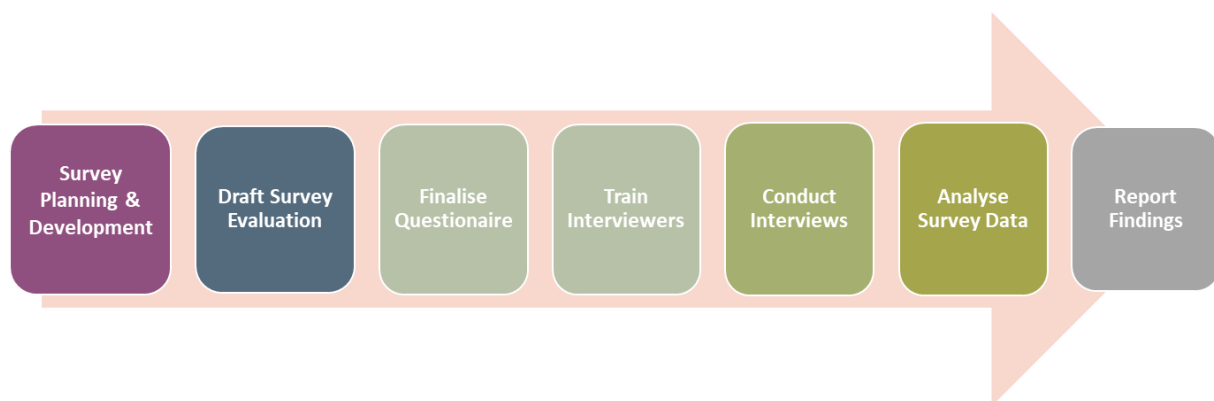 Survey
Planning &
Development
Draft Survey
Evaluation
Finalise
Questionaire
Train
Interviewers
Conduct
Interviews
Analyse
Survey Data
Report
Findings